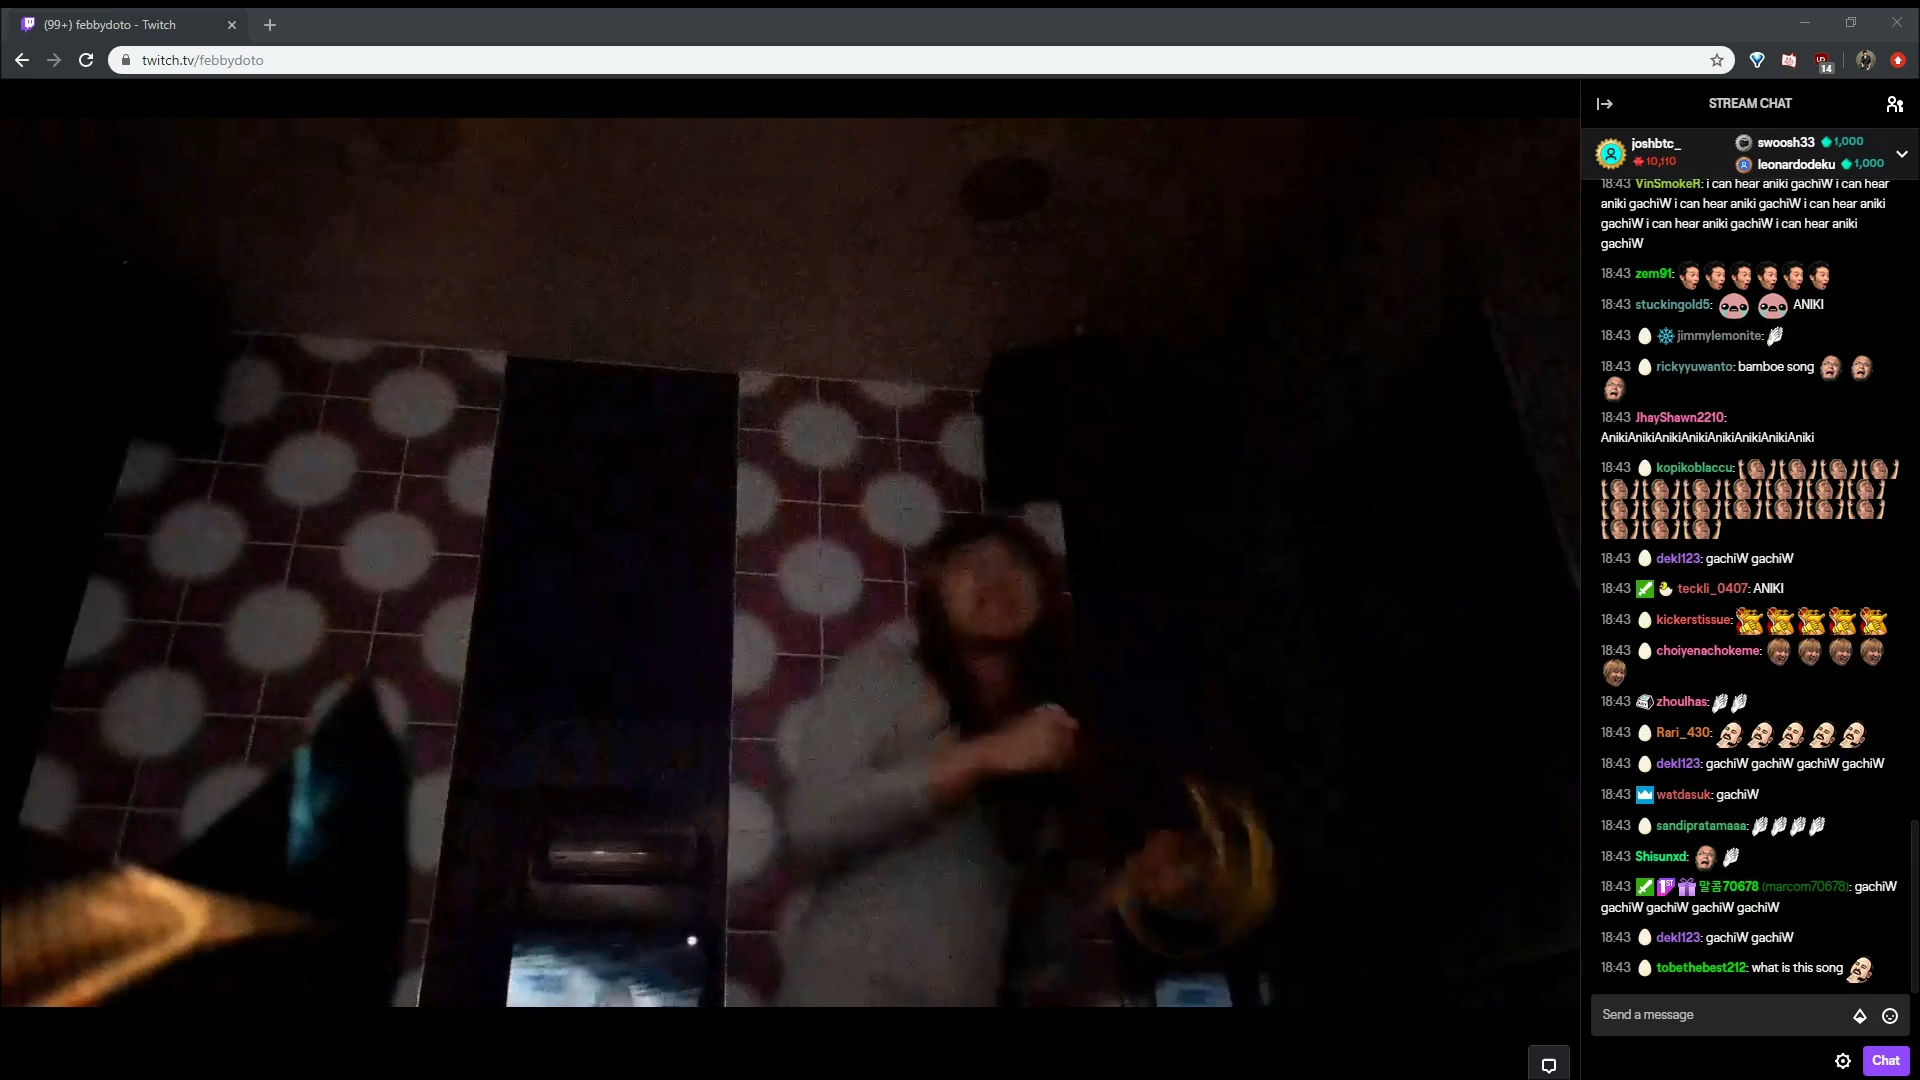 (99+) febbydoto - Twitch
twitch.tv/febbydoto
14
STREAM CHAT
joshbtc_
10,110
swoosh33 1,000
leonardodeku 1,000
18:43 VinSmokeR: i can hear aniki gachiW i can hear
aniki gachiW i can hear aniki gachiW i can hear aniki
gachiW i can hear aniki gachiW i can hear aniki
gachiW
18:43 zem91:
18:43 stuckingold5: ANIKI
18:43 jimmylemonite:
18:43 rickyyuwanto: bamboe song
18:43 JhayShawn2210:
AnikiAnikiAnikiAnikiAnikiAnikiAnikiAniki
18:43 kopikoblaccu:
18:43 dekl123: gachiW gachiW
18:43 teckli_0407: ANIKI
18:43 kickerstissue:
18:43 choiyenachokeme:
18:43 zhoulhas:
18:43 Rari_430:
18:43 dekl123: gachiW gachiW gachiW gachiW
18:43 watdasuk: gachiW
18:43 sandipratamaaa:
18:43 Shisunxd:
18:43 1ST 말콤70678 (marcom70678): gachiW
gachiW gachiW gachiW gachiW
18:43 dekl123: gachiW gachiW
18:43 tobethebest212: what is this song
Send a message
Chat